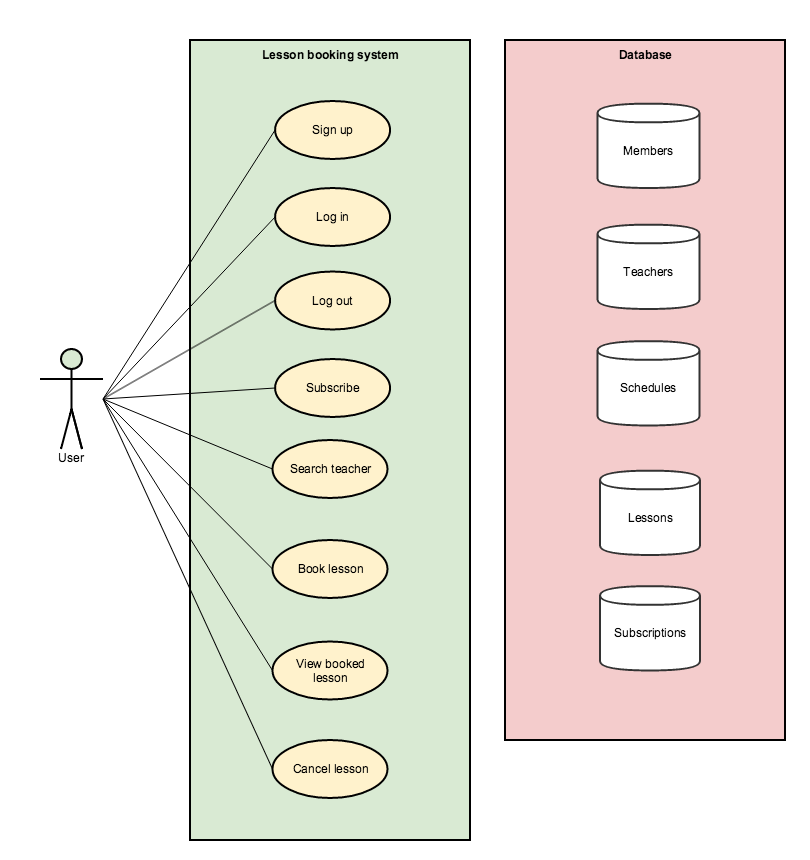 Lesson booking system
Sign up
Log in
Log out
Subscribe
Search teacher
Book lesson
View booked
lesson
Cancel lesson
User
Database
Members
Teachers
Schedules
Lessons
Subscriptions